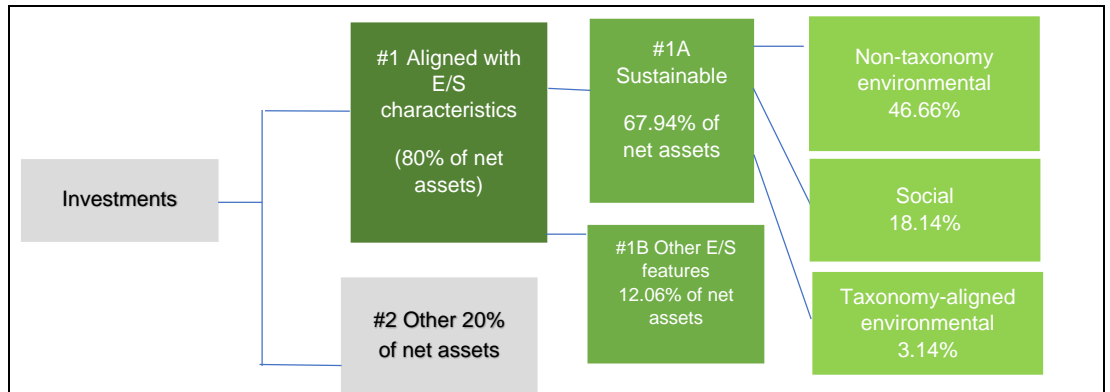 Investments
#1 Aligned with
E/S
characteristics
(80% of net
assets)
#2 Other 20%
of net assets
#1A
Sustainable
67.94% of
net assets
#1B Other E/S
features
12.06% of net
assets
Non-taxonomy
environmental
46.66%
Social
18.14%
Taxonomy-aligned
environmental
3.14%